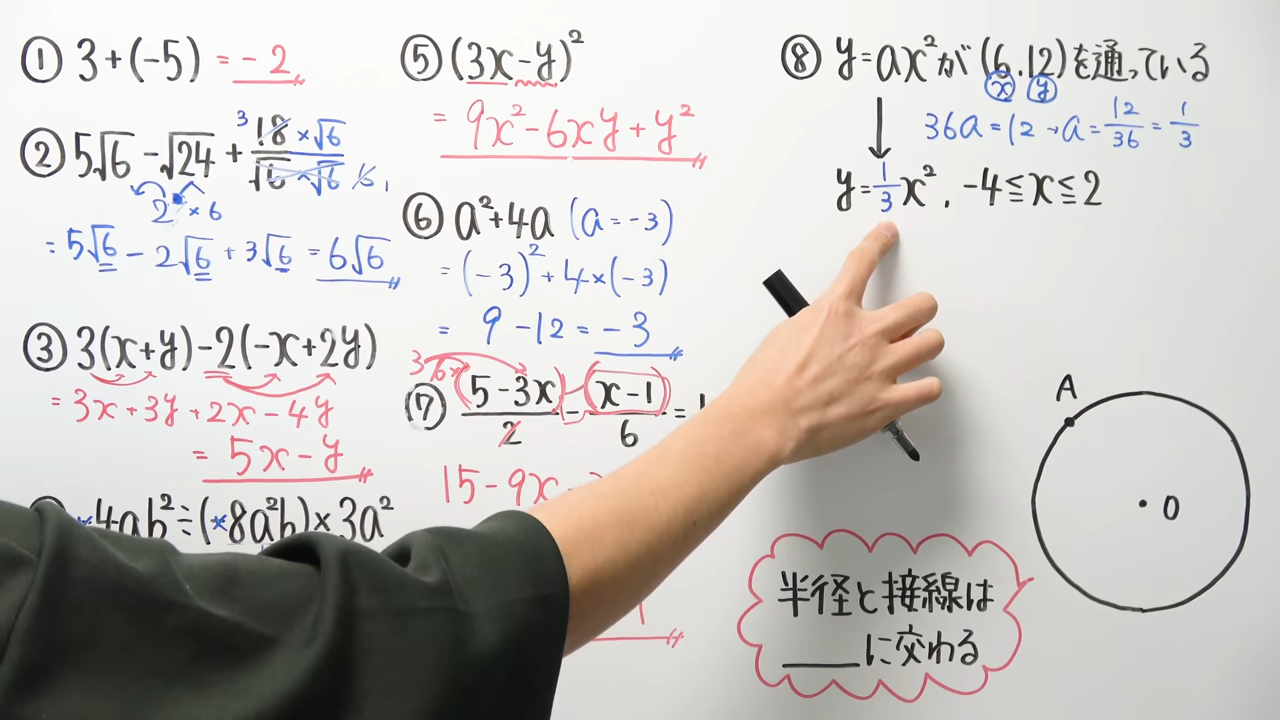 ① 3+(-5) = -2
② 5√6 - √24 + 18×√6/√6×√6
3
2 × 6
= 5√6 - 2√6 + 3√6 = 6√6
③ 3(x+y) - 2(-x+2y)
= 3x+3y+2x-4y
= 5x-y
4ab²÷(-8a²b)×3a²
⑤ (3x-y)²
= 9x²-6xy+y²
⑥ a²+4a (a=-3)
= (-3)²+4×(-3)
= 9-12 = -3
⑦ (5-3x)/2 - (x-1)/6 =
15-9x-
⑧ y=ax²が(6.12)を通っている
x y
36a=12→a=12/36=1/3
y=1/3x², -4≦x≦2
A
O
半径と接線は
____に交わる